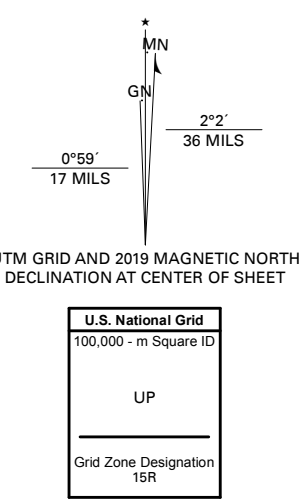 MN
GN
2°2´
36 MILS
0°59´
17 MILS
UTM GRID AND 2019 MAGNETIC NORTH
DECLINATION AT CENTER OF SHEET
U.S. National Grid
100,000 - m Square ID
UP
Grid Zone Designation
15R